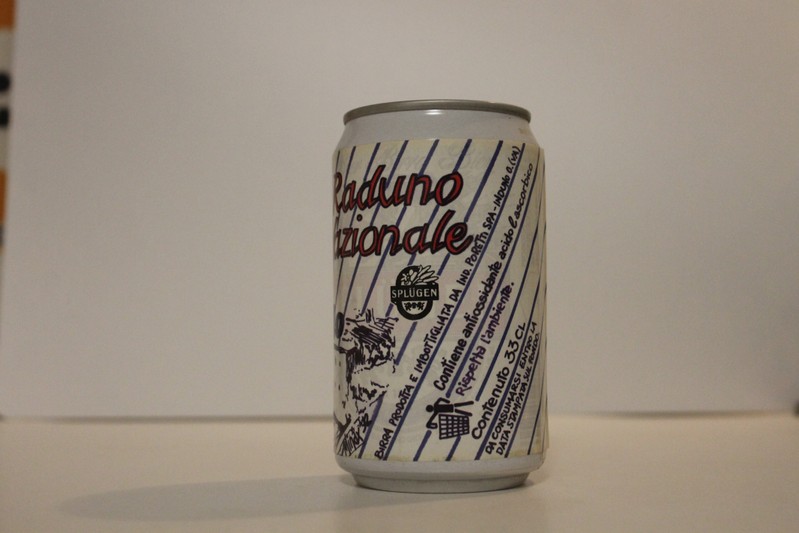 Raduno
azionale
SPLÜGEN
BIRRA PRODOTTA E IMBOTTIGLIATA DA IND. PORETTI SPA - INDUNO O. (VA)
Contiene antiossidante acido l'ascorbico
Rispetta l'ambiente.
Contenuto 33 CL
DA CONSUMARSI ENTRO LA
DATA STAMPATA SUL FONDO